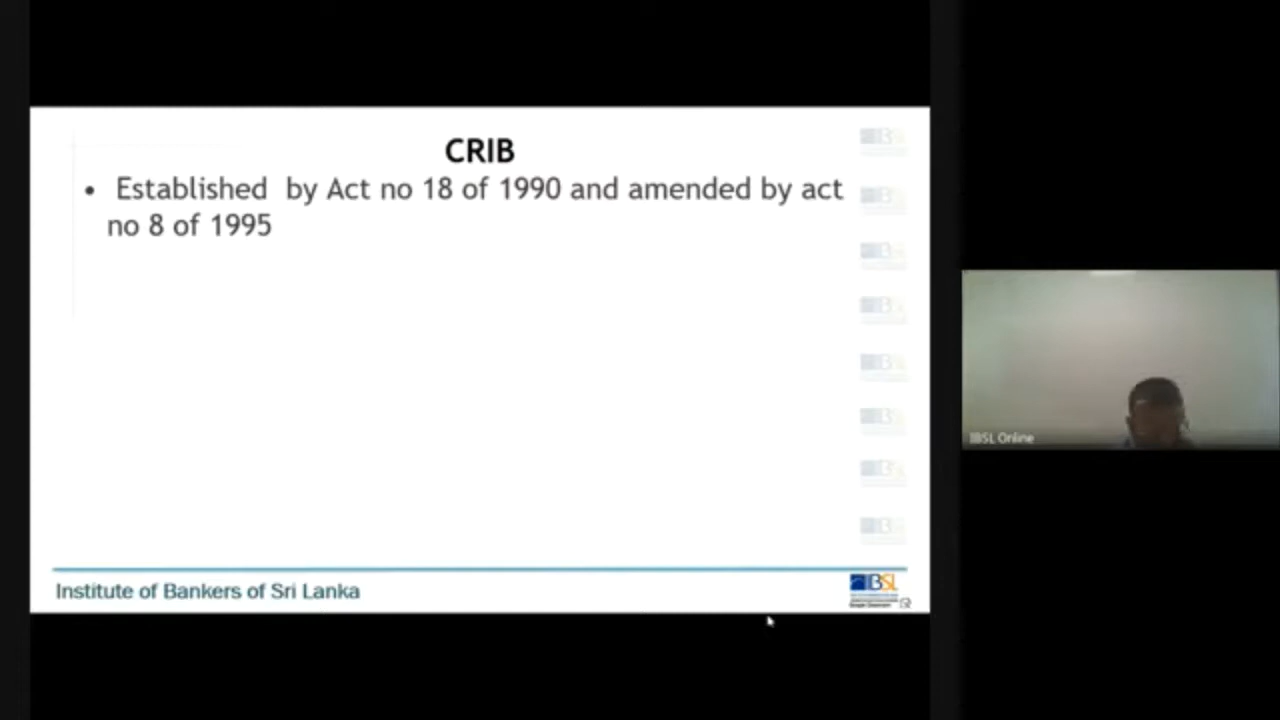 CRIB
• Established by Act no 18 of 1990 and amended by act
no 8 of 1995
Institute of Bankers of Sri Lanka
IBSL
IBSL Online